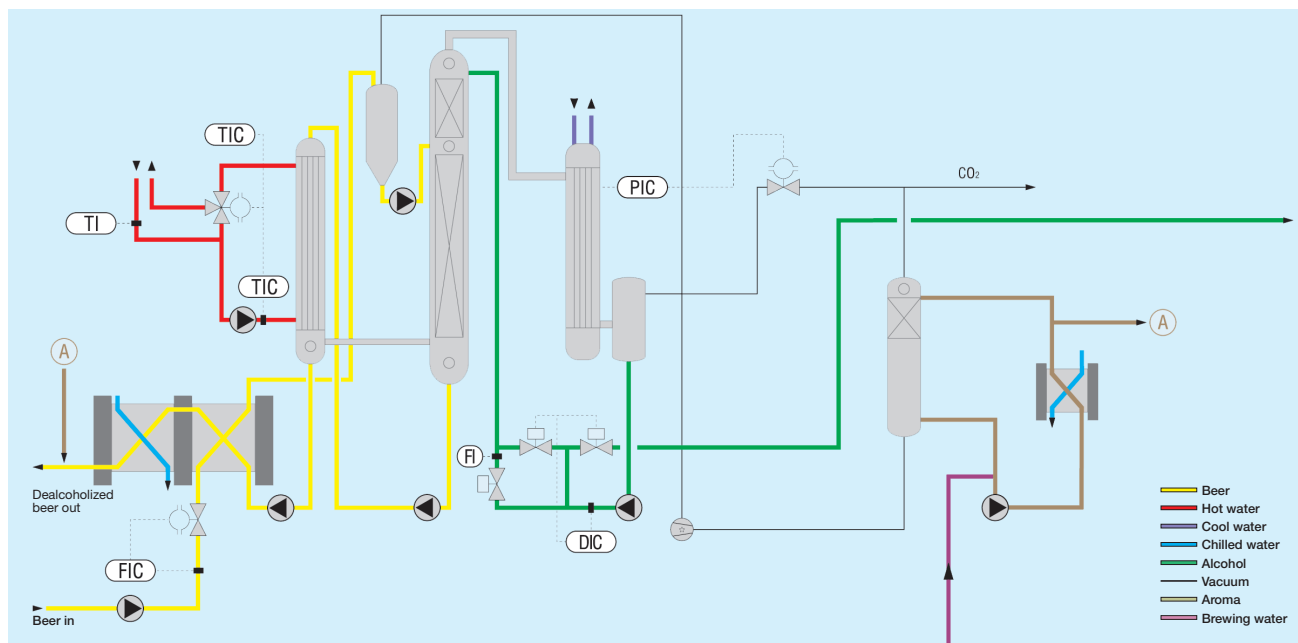 TIC
TI
TIC
PIC
CO₂
A
A
FI
DIC
Dealcoholized
beer out
FIC
Beer in
Beer
Hot water
Cool water
Chilled water
Alcohol
Vacuum
Aroma
Brewing water